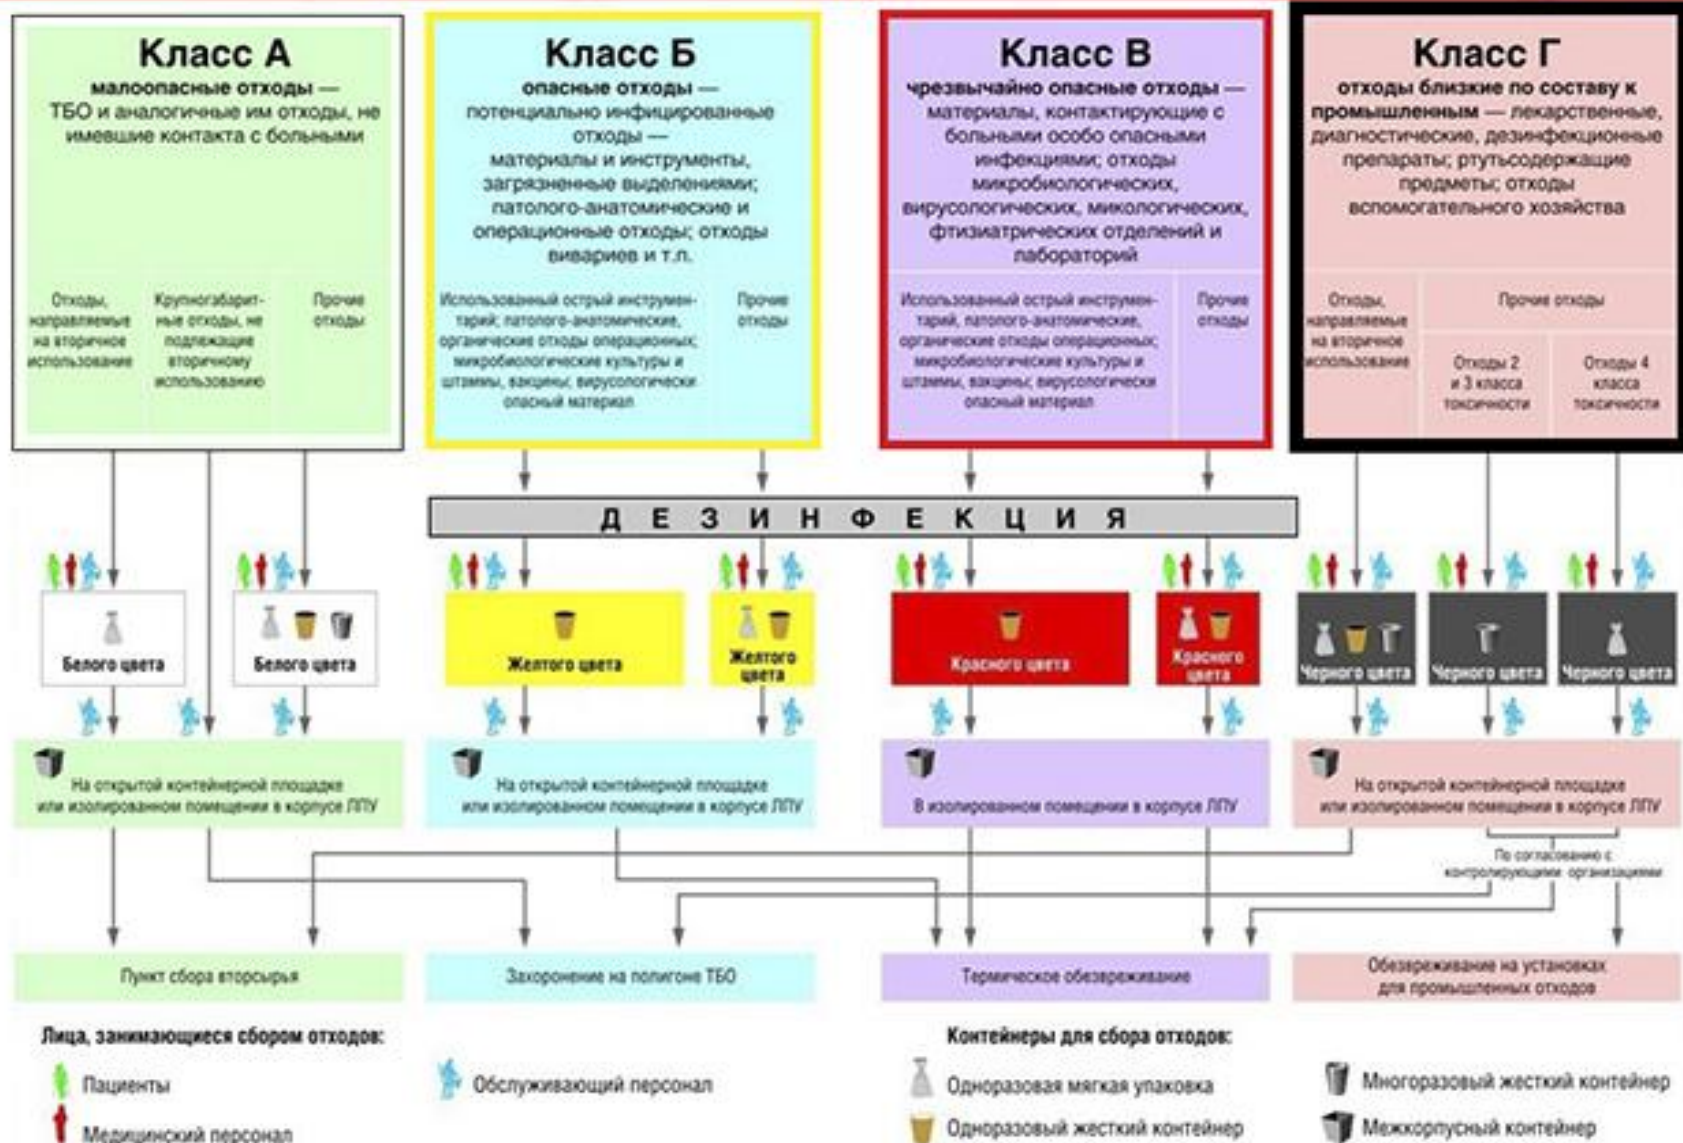 Класс А
малоопасные отходы —
ТБО и аналогичные им отходы, не
имевшие контакта с больными
Отходы,
направляемые
на вторичное
использование
Крупногабарит-
ные отходы, не
подлежащие
вторичному
использованию
Прочие
отходы
Класс Б
опасные отходы —
потенциально инфицированные
отходы —
материалы и инструменты,
загрязненные выделениями;
патолого-анатомические и
операционные отходы; отходы
вивариев и т.п.
Использованный острый инструмен-
тарий; патолого-анатомические,
органические отходы операционных;
микробиологические культуры и
штаммы, вакцины; вирусологически
опасный материал
Прочие
отходы
Класс В
чрезвычайно опасные отходы —
материалы, контактирующие с
больными особо опасными
инфекциями; отходы
микробиологических,
вирусологических, микологических,
фтизиатрических отделений и
лабораторий
Использованный острый инструмен-
тарий, патолого-анатомические,
органические отходы операционных;
микробиологические культуры и
штаммы, вакцины; вирусологически
опасный материал
Прочие
отходы
Класс Г
отходы близкие по составу к
промышленным — лекарственные,
диагностические, дезинфекционные
препараты; ртутьсодержащие
предметы; отходы
вспомогательного хозяйства
Отходы,
направляемые
на вторичное
использование
Прочие отходы
Отходы 2
и 3 класса
токсичности
Отходы 4
класса
токсичности
ДЕЗИНФЕКЦИЯ
Белого цвета
Белого цвета
Желтого цвета
Желтого
цвета
Красного цвета
Красного
цвета
Черного цвета
Черного цвета
Черного цвета
На открытой контейнерной площадке
или изолированном помещении в корпусе ЛПУ
На открытой контейнерной площадке
или изолированном помещении в корпусе ЛПУ
В изолированном помещении в корпусе ЛПУ
На открытой контейнерной площадке
или изолированном помещении в корпусе ЛПУ
По согласованию с
контролирующими организациями
Пункт сбора вторсырья
Захоронение на полигоне ТБО
Термическое обезвреживание
Обезвреживание на установках
для промышленных отходов
Лица, занимающиеся сбором отходов:
Пациенты
Медицинский персонал
Обслуживающий персонал
Контейнеры для сбора отходов:
Одноразовая мягкая упаковка
Одноразовый жесткий контейнер
Многоразовый жесткий контейнер
Межкорпусный контейнер